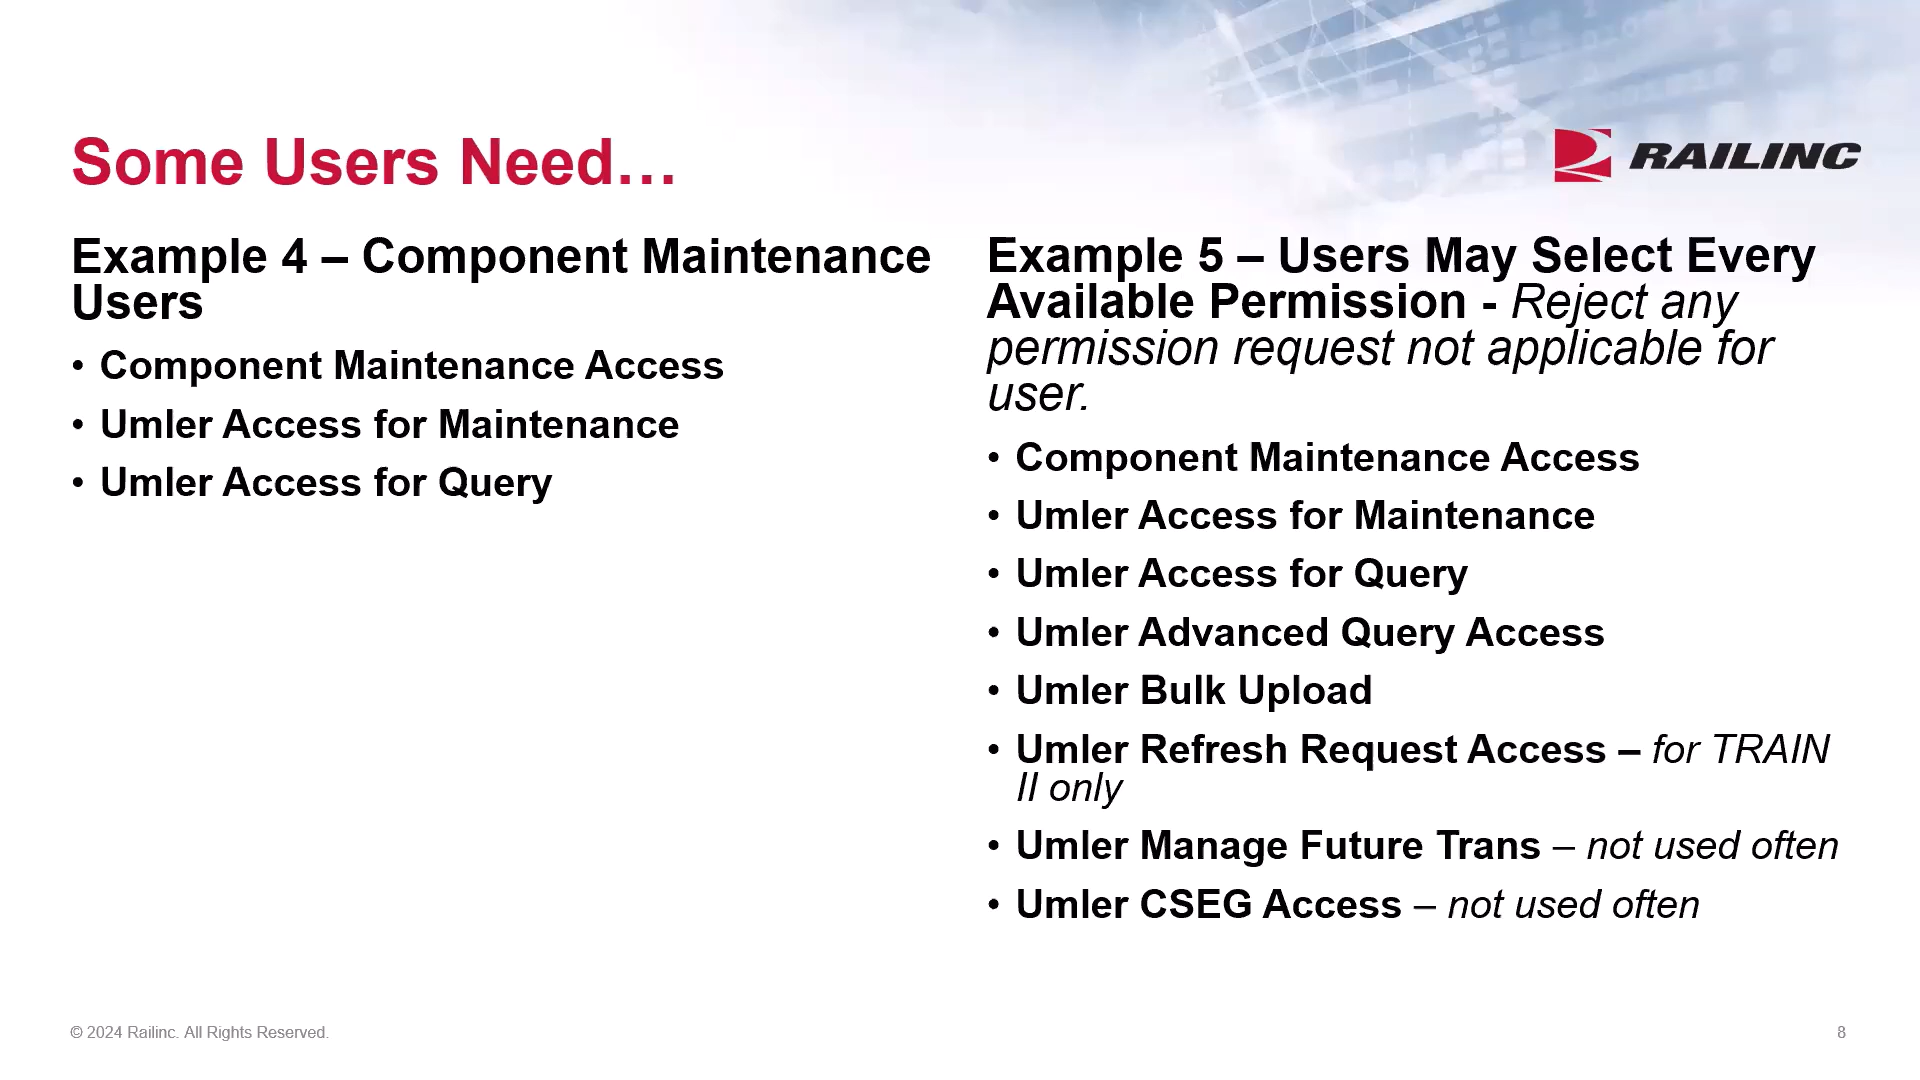 Some Users Need…
RAILINC
Example 4 – Component Maintenance
Users
• Component Maintenance Access
• Umler Access for Maintenance
• Umler Access for Query
Example 5 – Users May Select Every
Available Permission - Reject any
permission request not applicable for
user.
• Component Maintenance Access
• Umler Access for Maintenance
• Umler Access for Query
• Umler Advanced Query Access
• Umler Bulk Upload
• Umler Refresh Request Access – for TRAIN
II only
• Umler Manage Future Trans – not used often
• Umler CSEG Access – not used often
© 2024 Railinc. All Rights Reserved.
8